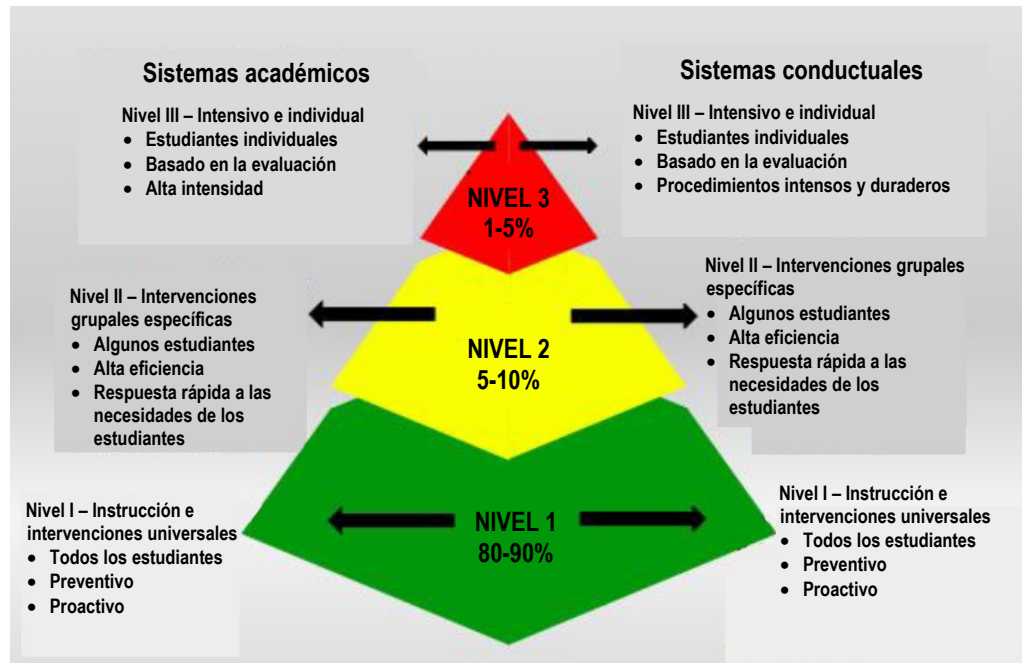 Sistemas académicos
Nivel III – Intensivo e individual
• Estudiantes individuales
• Basado en la evaluación
• Alta intensidad
Sistemas conductuales
Nivel III – Intensivo e individual
• Estudiantes individuales
• Basado en la evaluación
• Procedimientos intensos y duraderos
NIVEL 3
1-5%
Nivel II – Intervenciones
grupales específicas
• Algunos estudiantes
• Alta eficiencia
• Respuesta rápida a las
necesidades de los
estudiantes
NIVEL 2
5-10%
Nivel II – Intervenciones grupales
específicas
• Algunos estudiantes
• Alta eficiencia
• Respuesta rápida a las
necesidades de los
estudiantes
Nivel I – Instrucción e
intervenciones universales
• Todos los estudiantes
• Preventivo
• Proactivo
NIVEL 1
80-90%
Nivel I – Instrucción e
intervenciones universales
• Todos los estudiantes
• Preventivo
• Proactivo